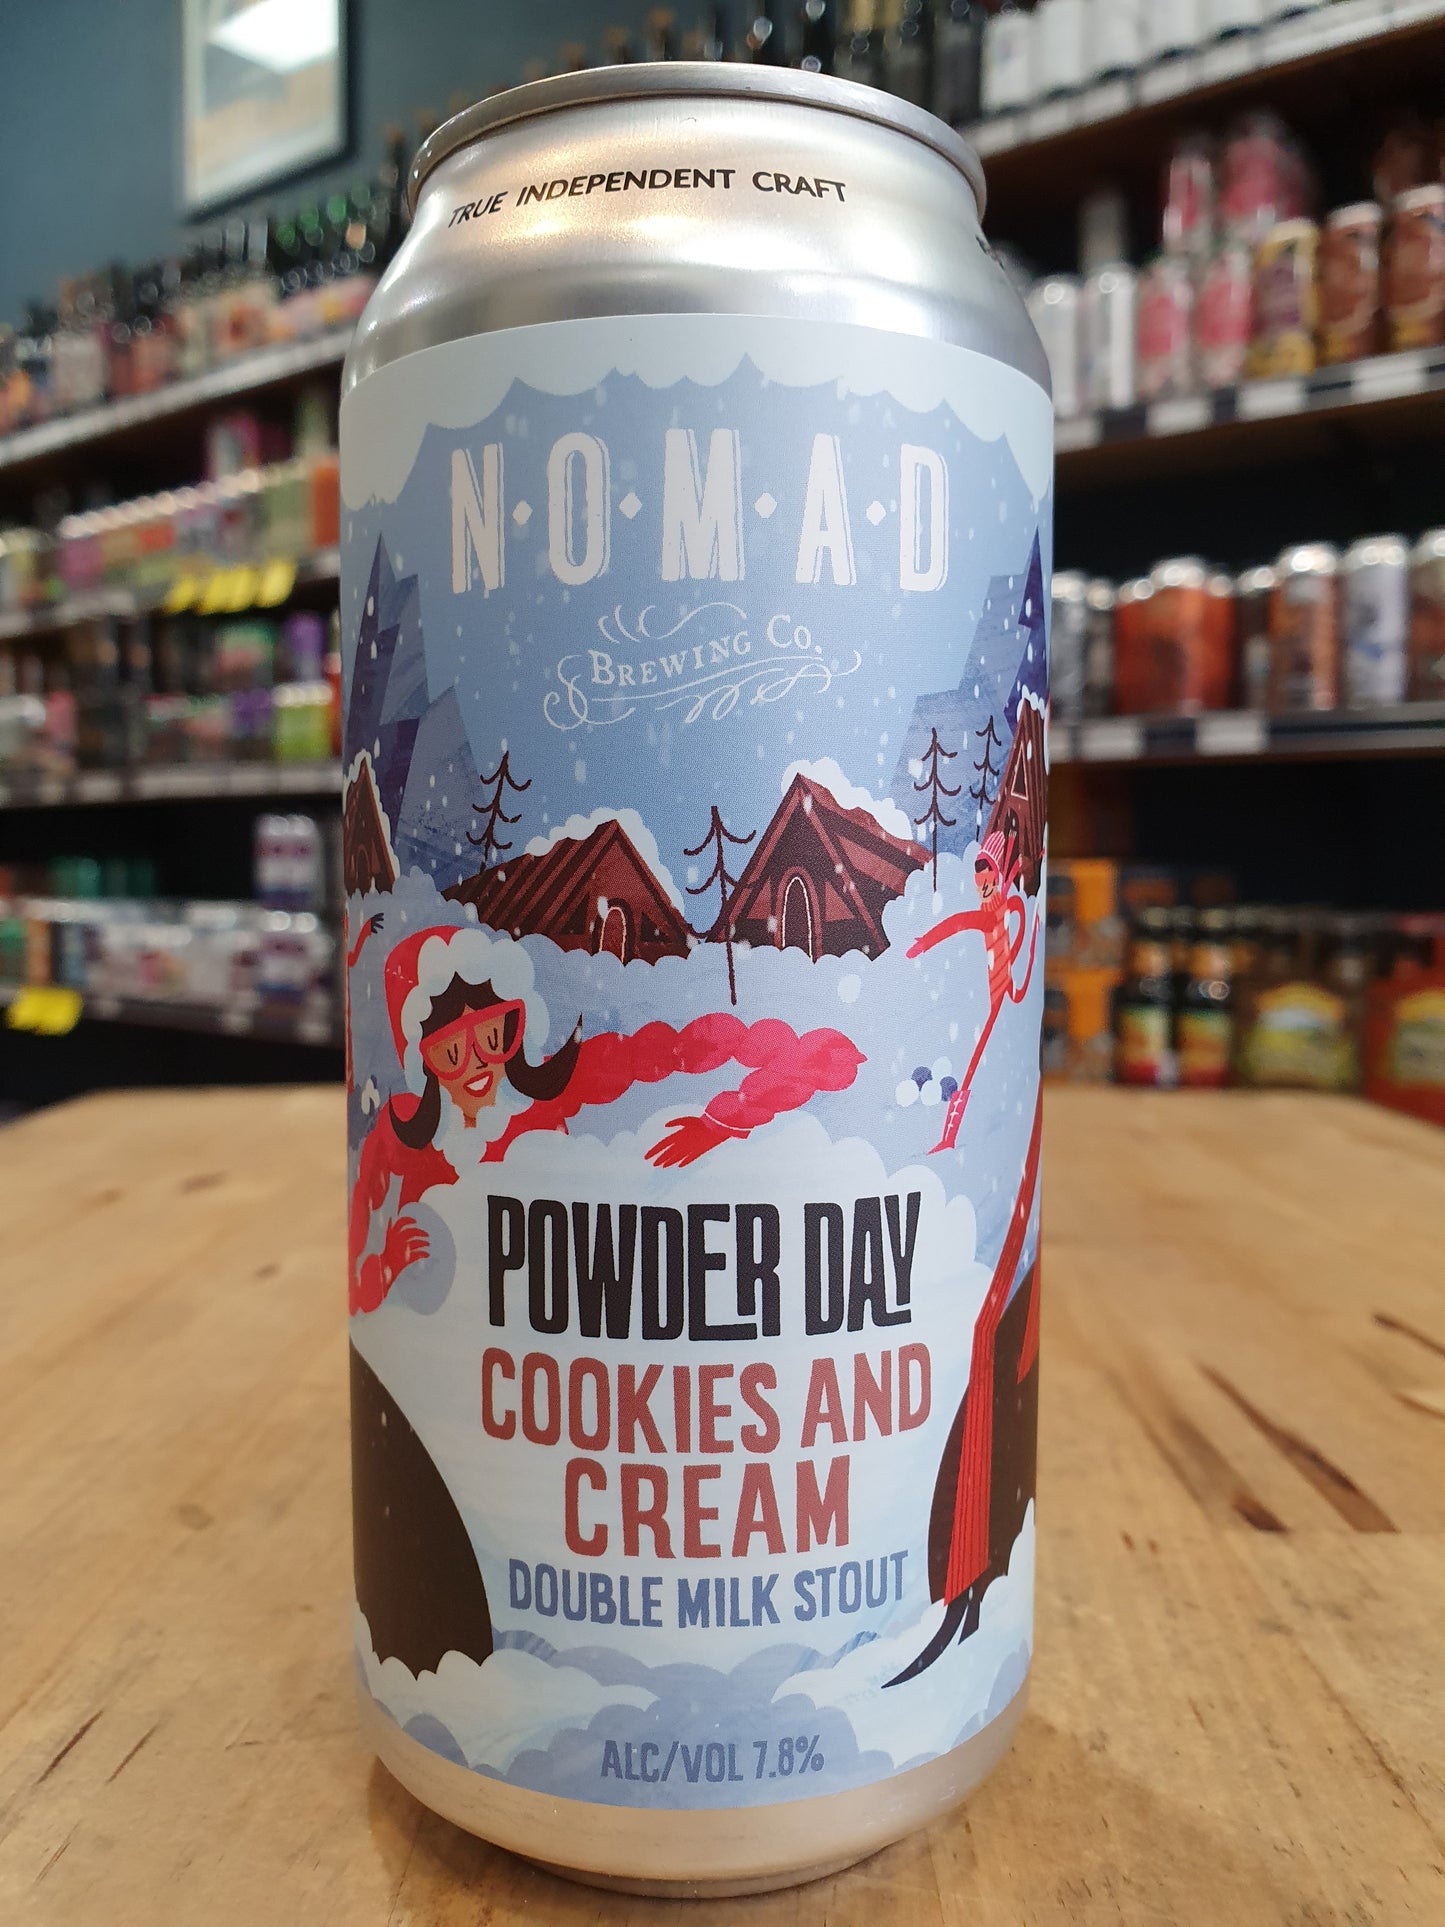 TRUE INDEPENDENT CRAFT
N·O·M·A·D
BREWING CO.
POWDER DAY
COOKIES AND
CREAM
DOUBLE MILK STOUT
ALC/VOL 7.8%